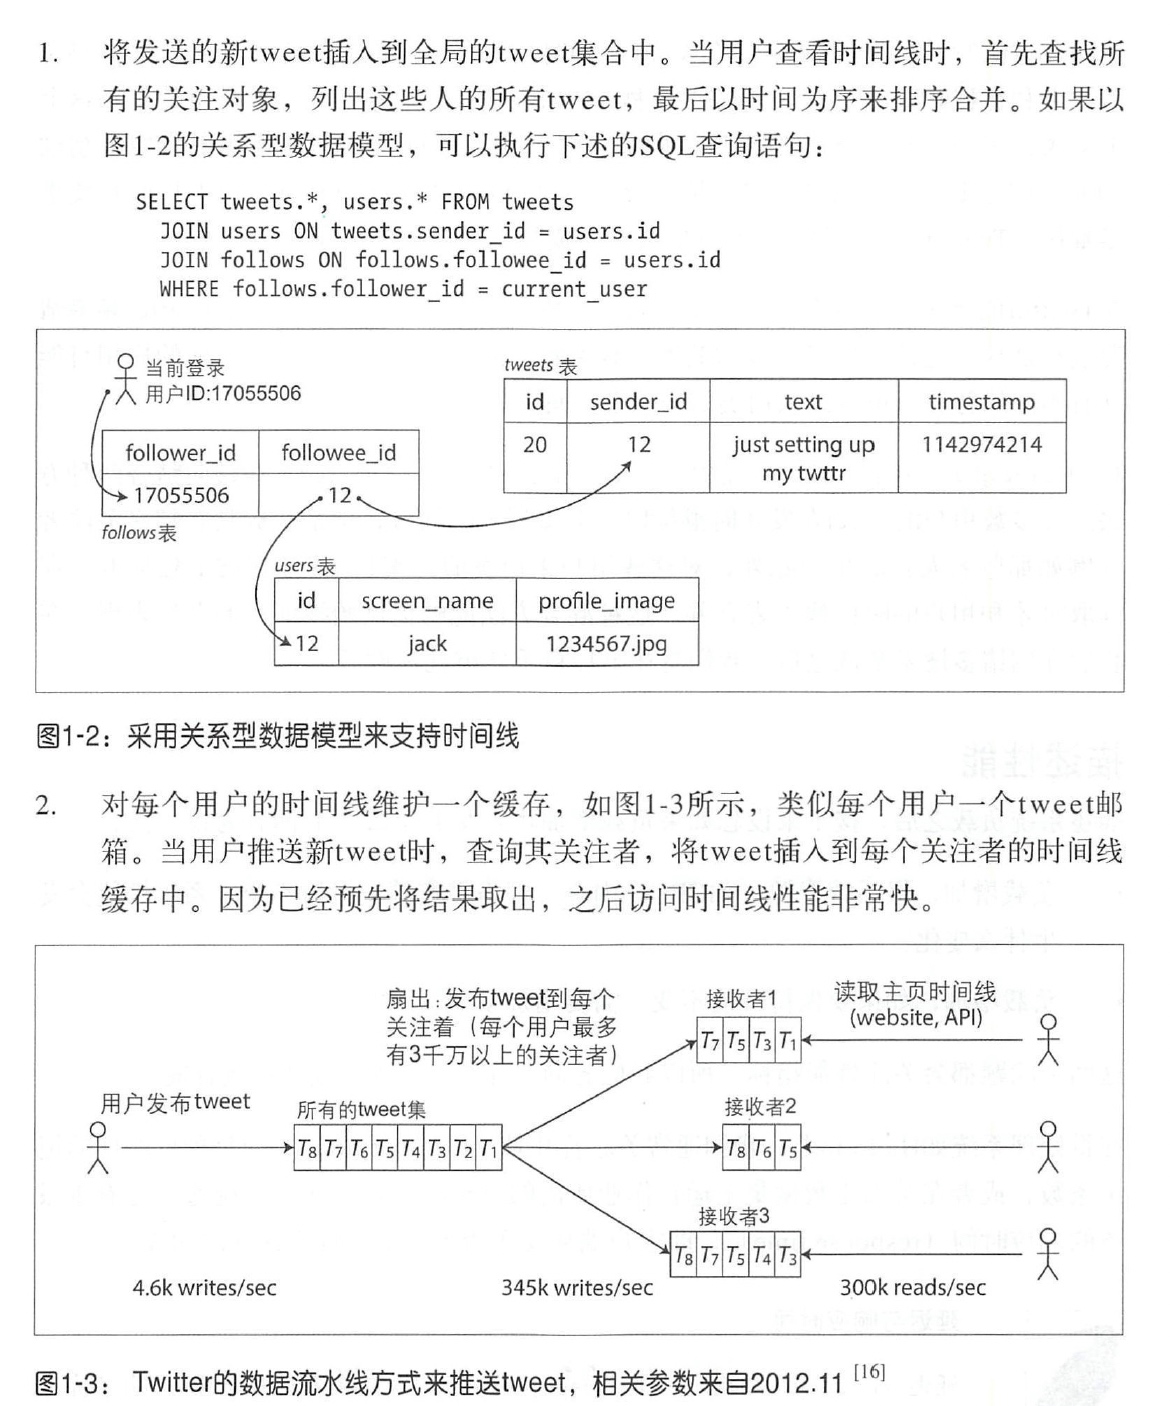 1. 将发送的新tweet插入到全局的tweet集合中。当用户查看时间线时，首先查找所
有的关注对象，列出这些人的所有tweet，最后以时间为序来排序合并。如果以
图1-2的关系型数据模型，可以执行下述的SQL查询语句：
SELECT tweets.*, users.* FROM tweets
JOIN users ON tweets.sender_id = users.id
JOIN follows ON follows.followee_id = users.id
WHERE follows.follower_id = current_user
当前登录
用户ID:17055506
follower_id followee_id
17055506 12
follows表
tweets 表
id sender_id text timestamp
20 12 just setting up 1142974214
my twttr
users 表
id screen_name profile_image
12 jack 1234567.jpg
图1-2：采用关系型数据模型来支持时间线
2. 对每个用户的时间线维护一个缓存，如图1-3所示，类似每个用户一个tweet邮
箱。当用户推送新tweet时，查询其关注者，将tweet插入到每个关注者的时间线
缓存中。因为已经预先将结果取出，之后访问时间线性能非常快。
扇出：发布tweet到每个
关注着（每个用户最多
有3千万以上的关注者）
接收者1
读取主页时间线
(website, API)
T7 T5 T3 T1
用户发布tweet
所有的tweet集
T8 T7 T6 T5 T4 T3 T2 T1
接收者2
T8 T6 T5
接收者3
T8 T7 T5 T4 T3
4.6k writes/sec 345k writes/sec 300k reads/sec
图1-3： Twitter的数据流水线方式来推送tweet，相关参数来自2012.11 [16]